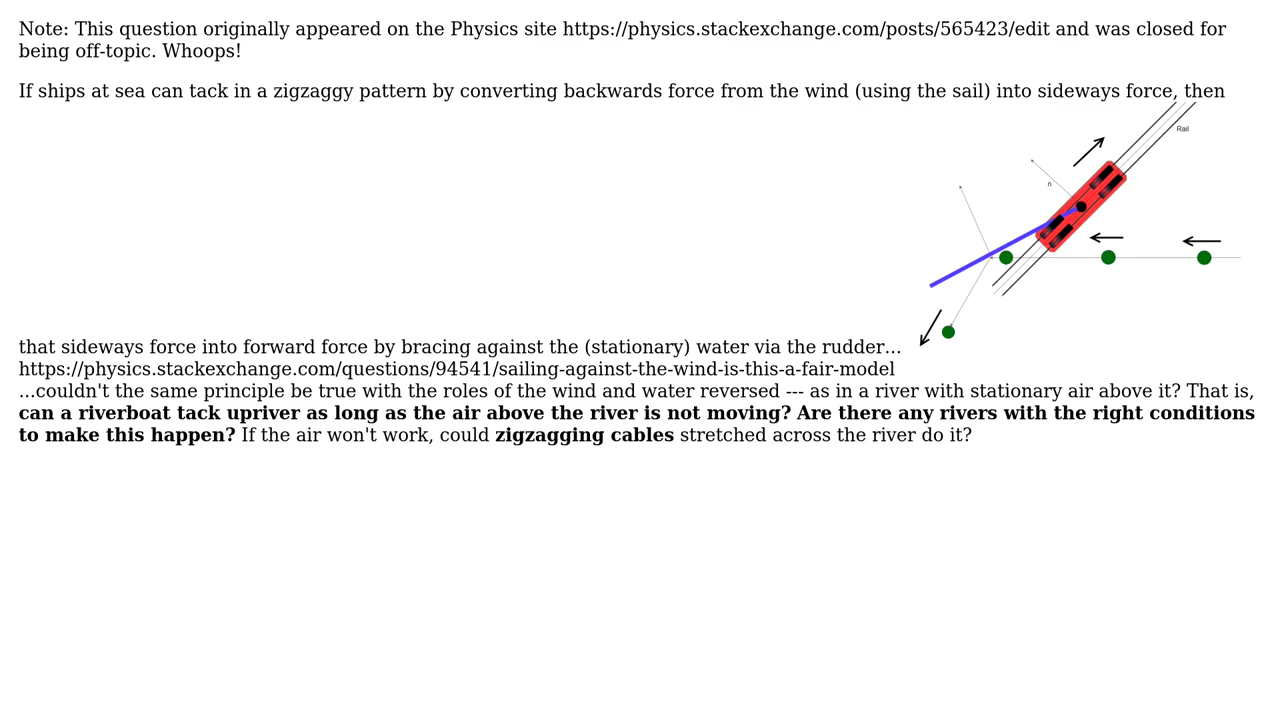 Note: This question originally appeared on the Physics site https://physics.stackexchange.com/posts/565423/edit and was closed for
being off-topic. Whoops!
If ships at sea can tack in a zigzaggy pattern by converting backwards force from the wind (using the sail) into sideways force, then
Rail
n
that sideways force into forward force by bracing against the (stationary) water via the rudder...
https://physics.stackexchange.com/questions/94541/sailing-against-the-wind-is-this-a-fair-model
...couldn't the same principle be true with the roles of the wind and water reversed --- as in a river with stationary air above it? That is,
can a riverboat tack upriver as long as the air above the river is not moving? Are there any rivers with the right conditions
to make this happen? If the air won't work, could zigzagging cables stretched across the river do it?